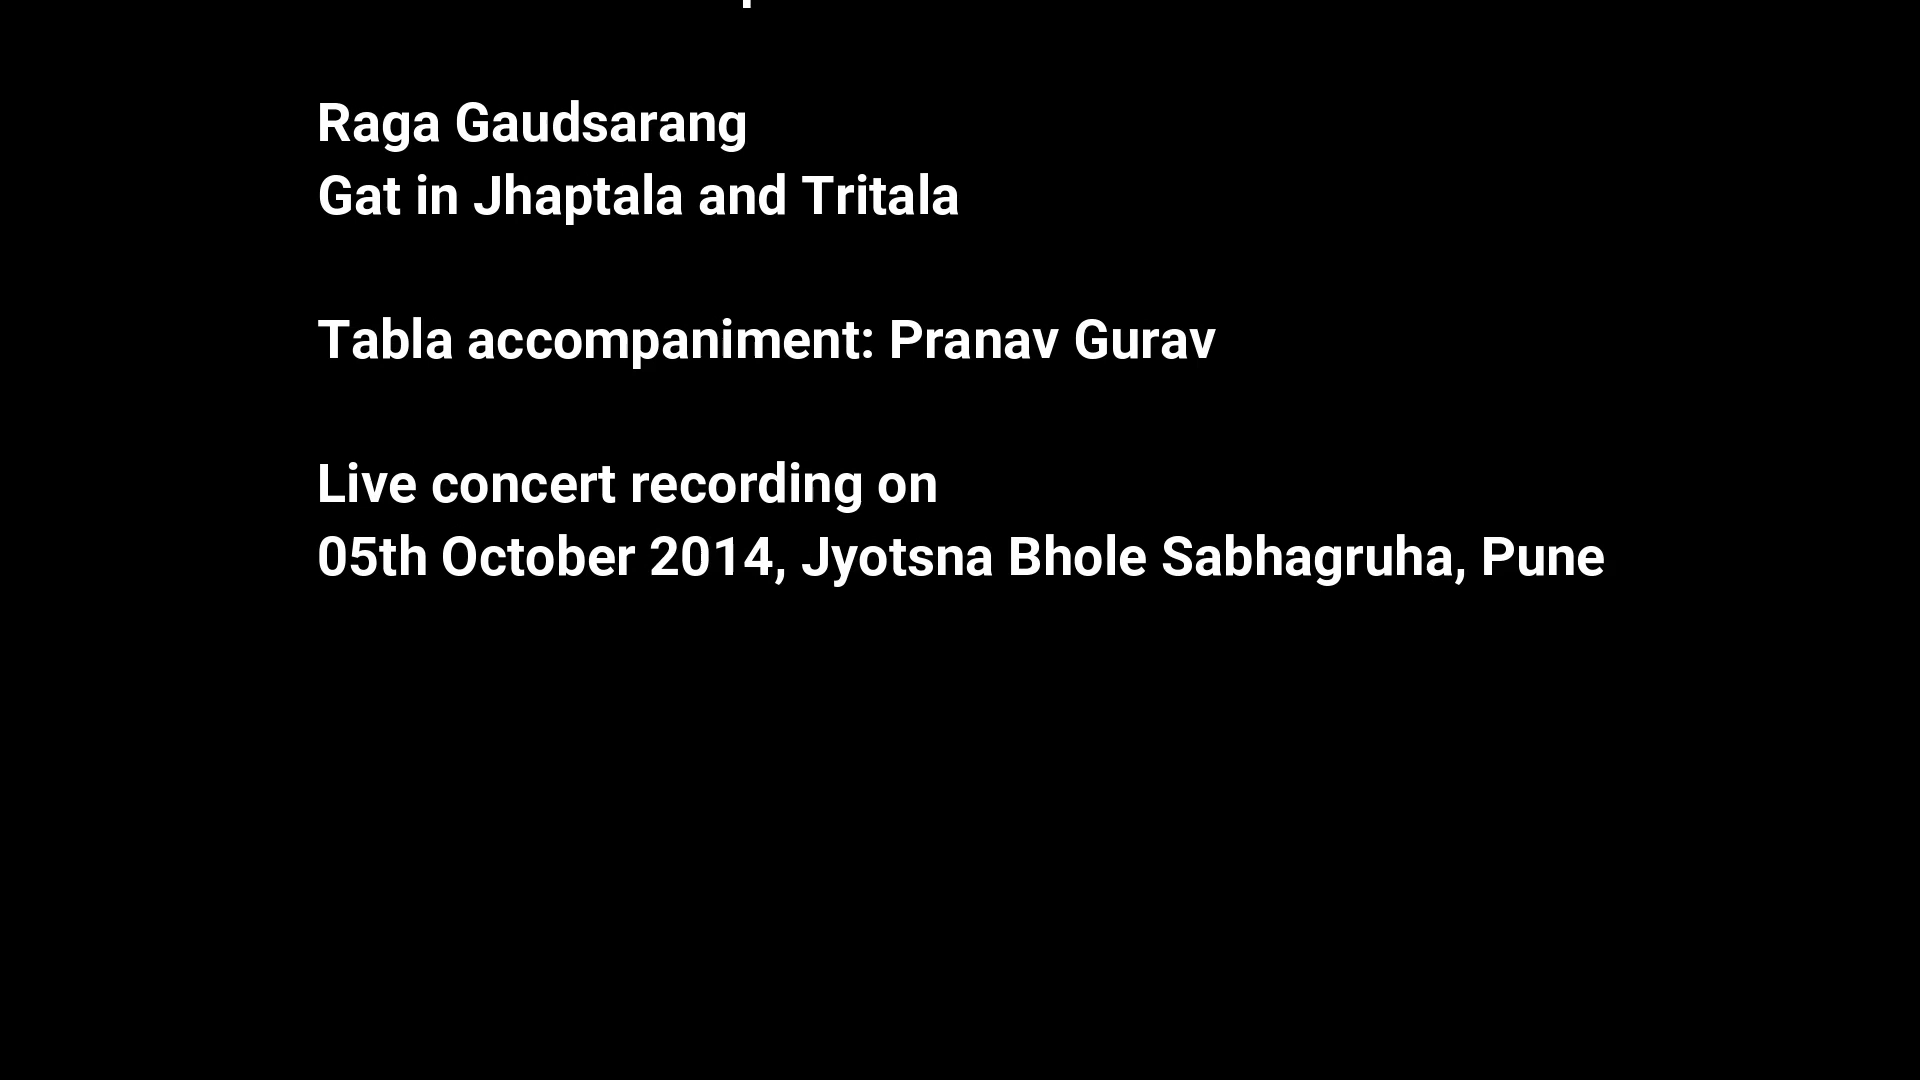 Raga Gaudsarang
Gat in Jhaptala and Tritala
Tabla accompaniment: Pranav Gurav
Live concert recording on
05th October 2014, Jyotsna Bhole Sabhagruha, Pune